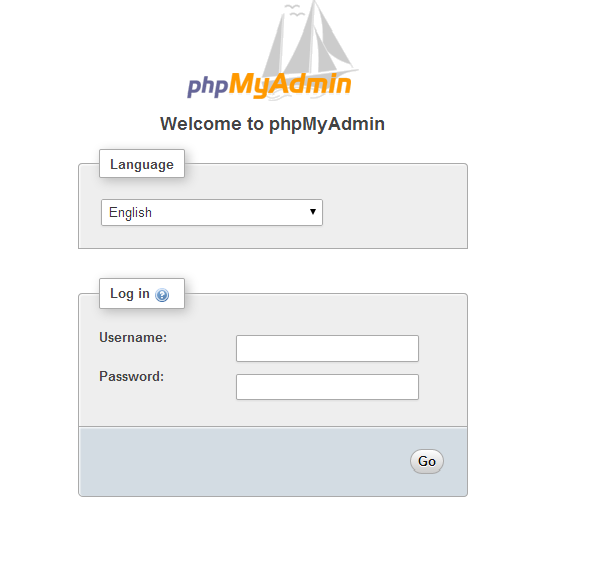 phpMyAdmin
Welcome to phpMyAdmin
Language
English
Log in
Username:
Password:
Go